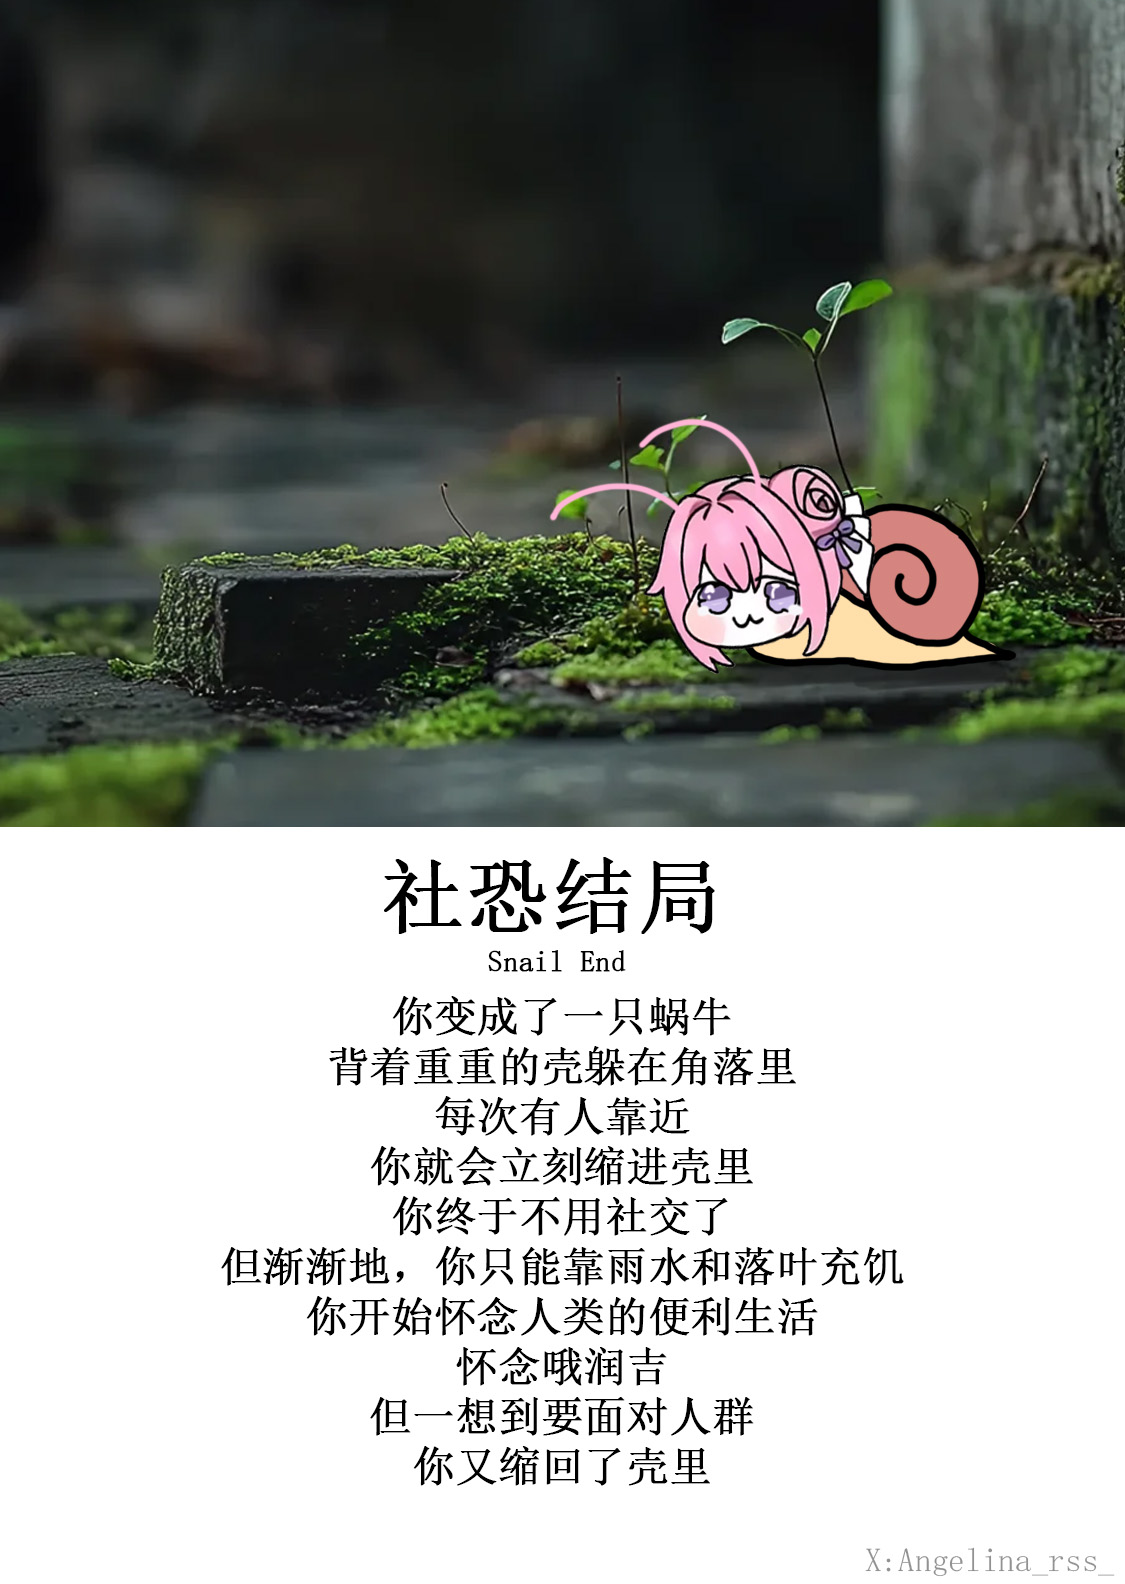 社恐结局
Snail End
你变成了一只蜗牛
背着重重的壳躲在角落里
每次有人靠近
你就会立刻缩进壳里
你终于不用社交了
但渐渐地，你只能靠雨水和落叶充饥
你开始怀念人类的便利生活
怀念哦润吉
但一想到要面对人群
你又缩回了壳里
X:Angelina_rss_